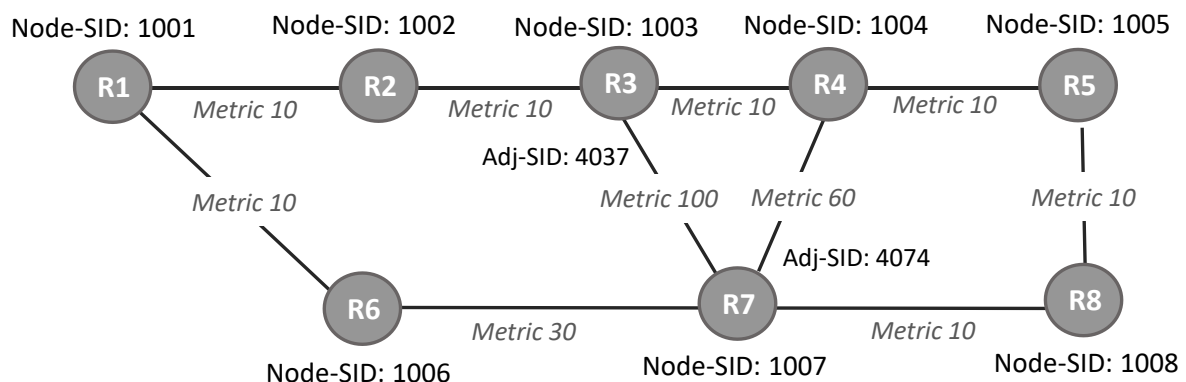 Node-SID: 1001
Node-SID: 1002
Node-SID: 1003
Node-SID: 1004
Node-SID: 1005
R1
R2
R3
R4
R5
Metric 10
Metric 10
Metric 10
Metric 10
Adj-SID: 4037
Metric 10
Metric 100
Metric 60
Metric 10
Adj-SID: 4074
R6
R7
R8
Metric 30
Metric 10
Node-SID: 1006
Node-SID: 1007
Node-SID: 1008